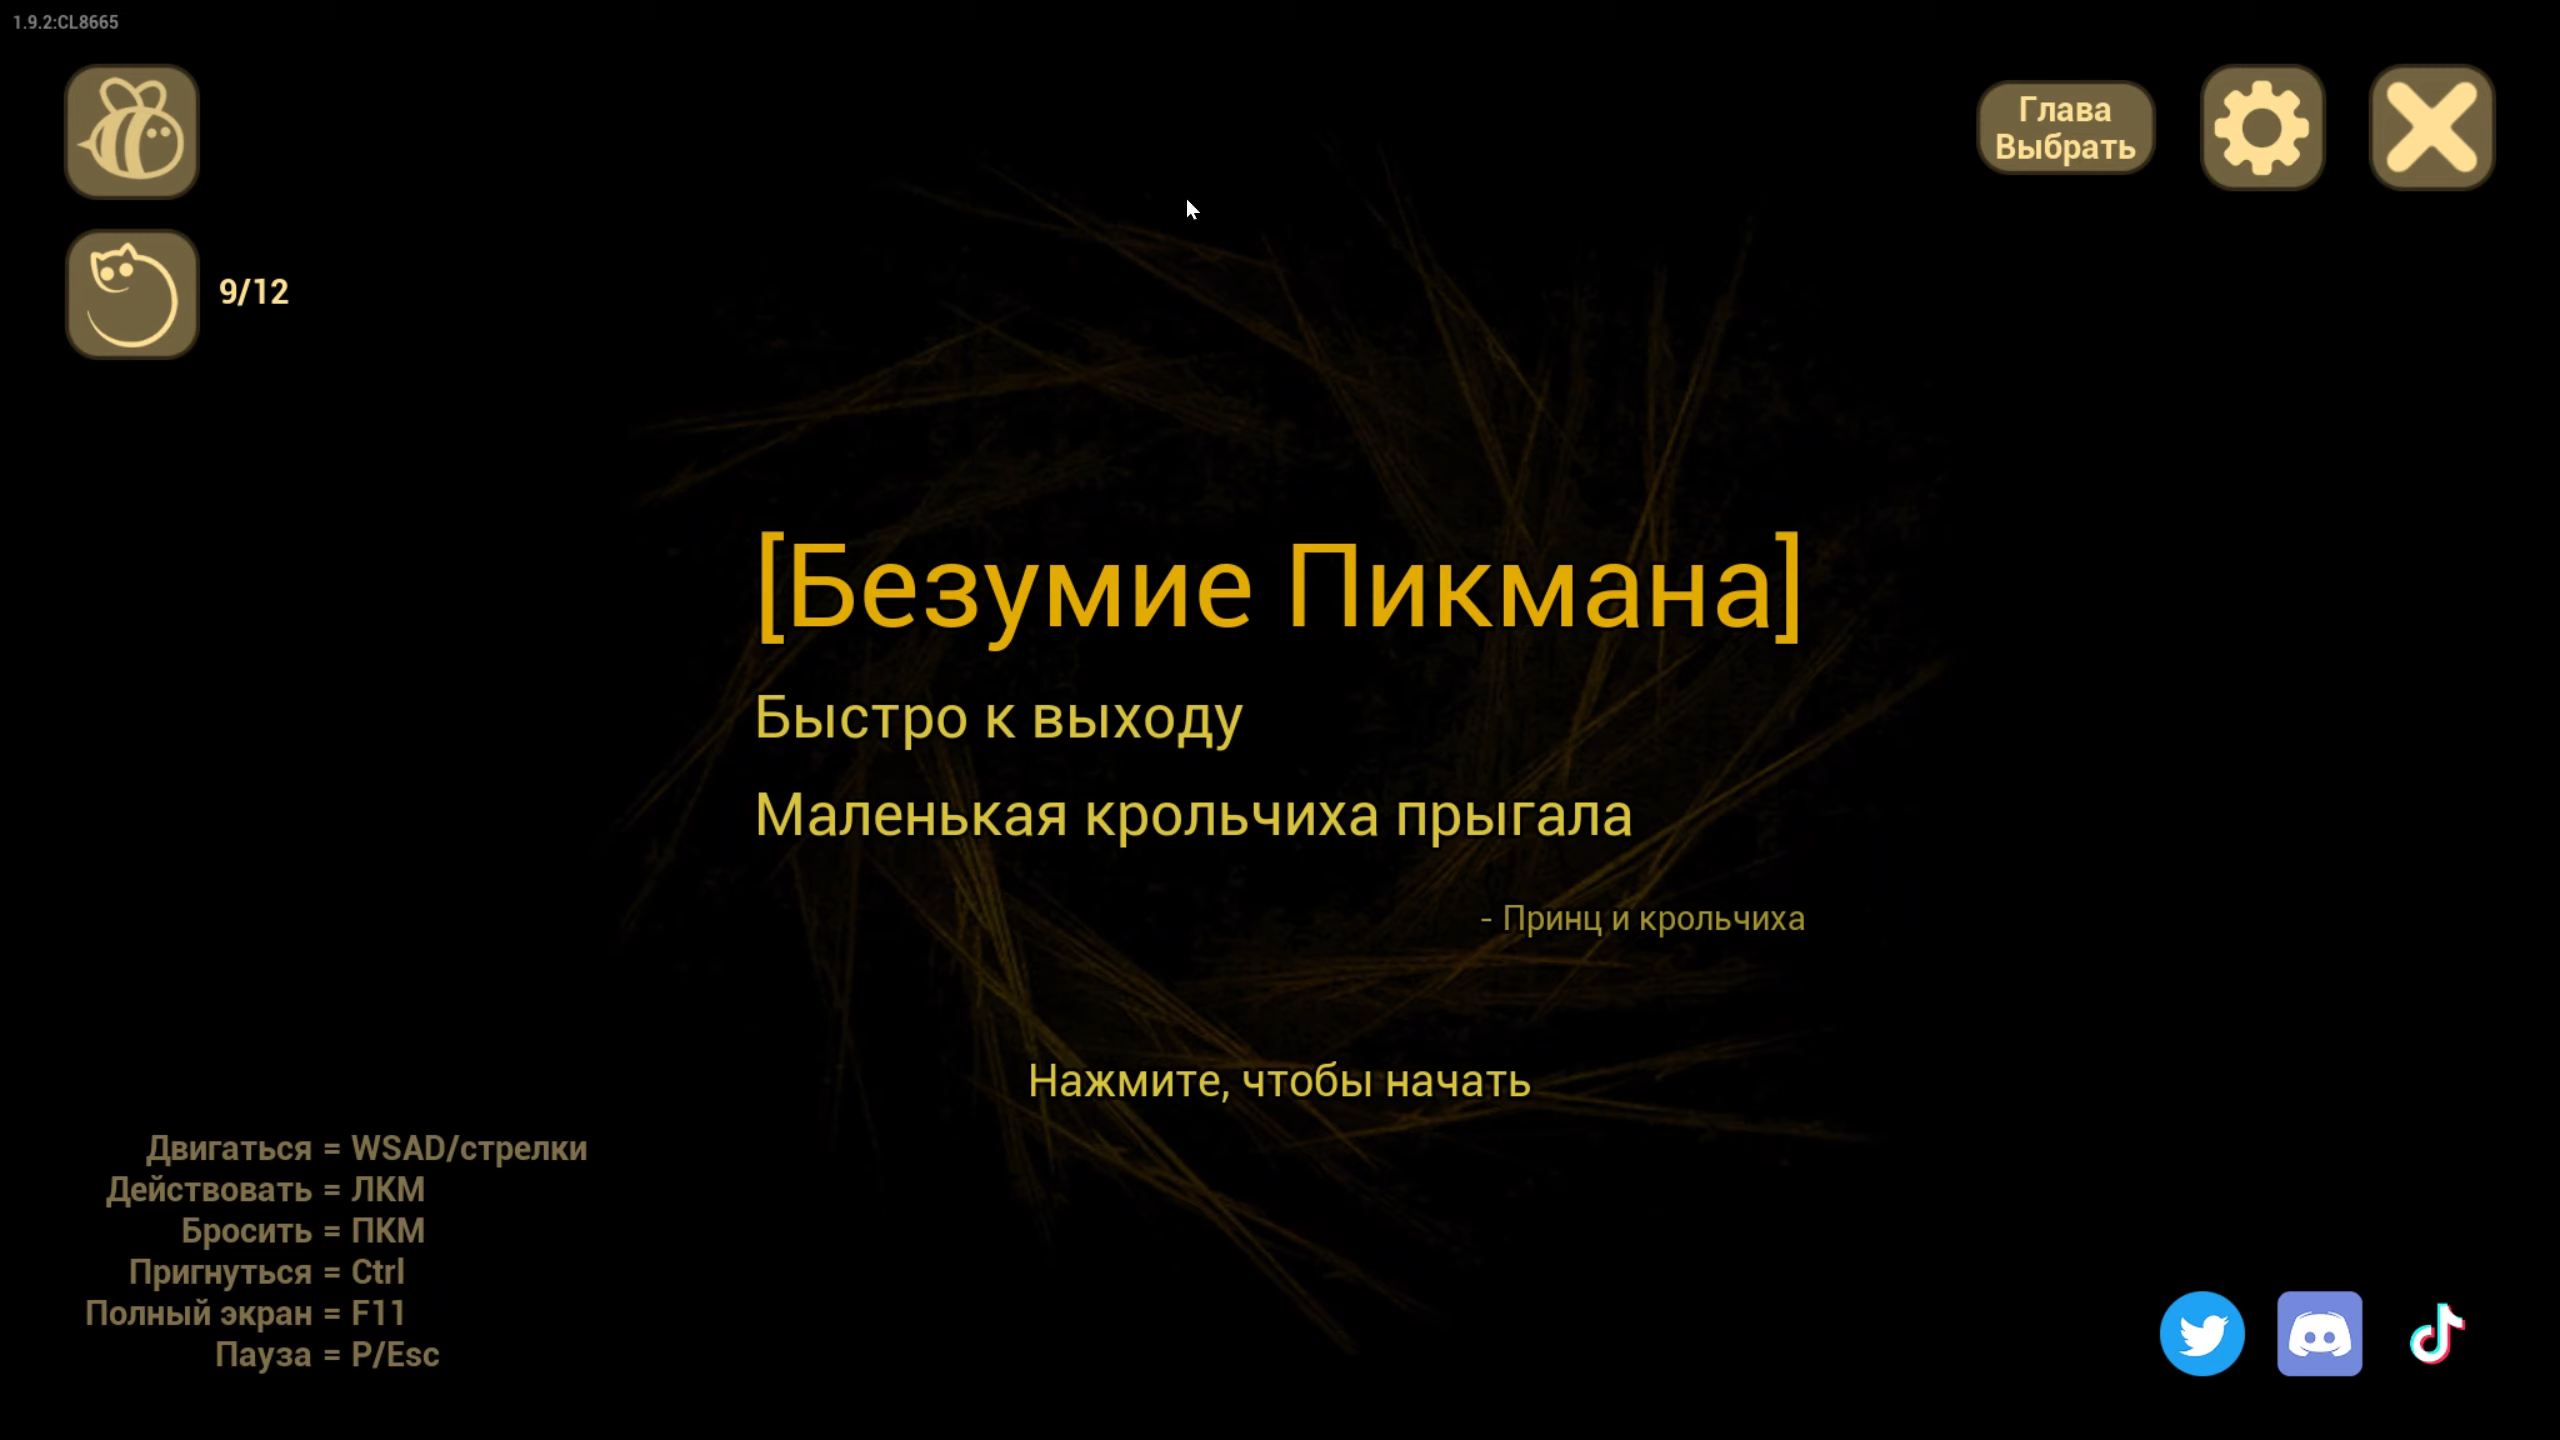 1.9.2:CL8665
Глава
Выбрать
9/12
[Безумие Пикмана]
Быстро к выходу
Маленькая крольчиха прыгала
- Принц и крольчиха
Нажмите, чтобы начать
Двигаться = WSAD/стрелки
Действовать = ЛКМ
Бросить = ПКМ
Пригнуться = Ctrl
Полный экран = F11
Пауза = P/Esc